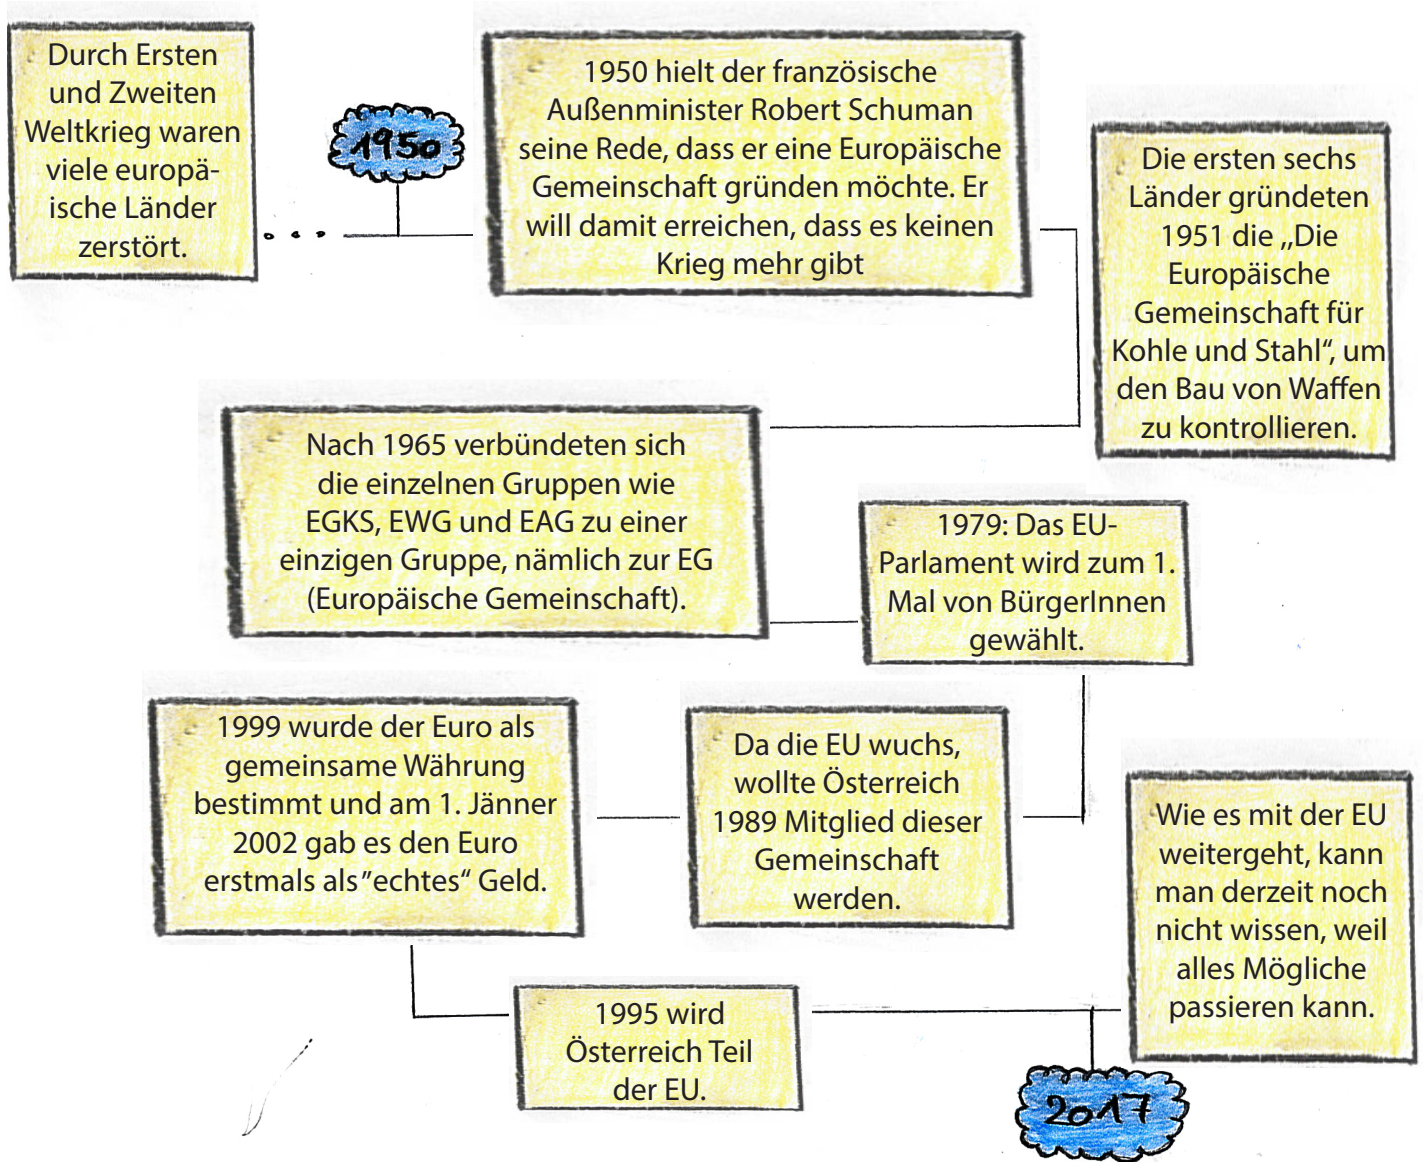 Durch Ersten
und Zweiten
Weltkrieg waren
viele europä-
ische Länder
zerstört.
1950
1950 hielt der französische
Außenminister Robert Schuman
seine Rede, dass er eine Europäische
Gemeinschaft gründen möchte. Er
will damit erreichen, dass es keinen
Krieg mehr gibt
Die ersten sechs
Länder gründeten
1951 die ,,Die
Europäische
Gemeinschaft für
Kohle und Stahl“, um
den Bau von Waffen
zu kontrollieren.
Nach 1965 verbündeten sich
die einzelnen Gruppen wie
EGKS, EWG und EAG zu einer
einzigen Gruppe, nämlich zur EG
(Europäische Gemeinschaft).
1979: Das EU-
Parlament wird zum 1.
Mal von BürgerInnen
gewählt.
Da die EU wuchs,
wollte Österreich
1989 Mitglied dieser
Gemeinschaft
werden.
1999 wurde der Euro als
gemeinsame Währung
bestimmt und am 1. Jänner
2002 gab es den Euro
erstmals als ”echtes“ Geld.
1995 wird
Österreich Teil
der EU.
2017
Wie es mit der EU
weitergeht, kann
man derzeit noch
nicht wissen, weil
alles Mögliche
passieren kann.